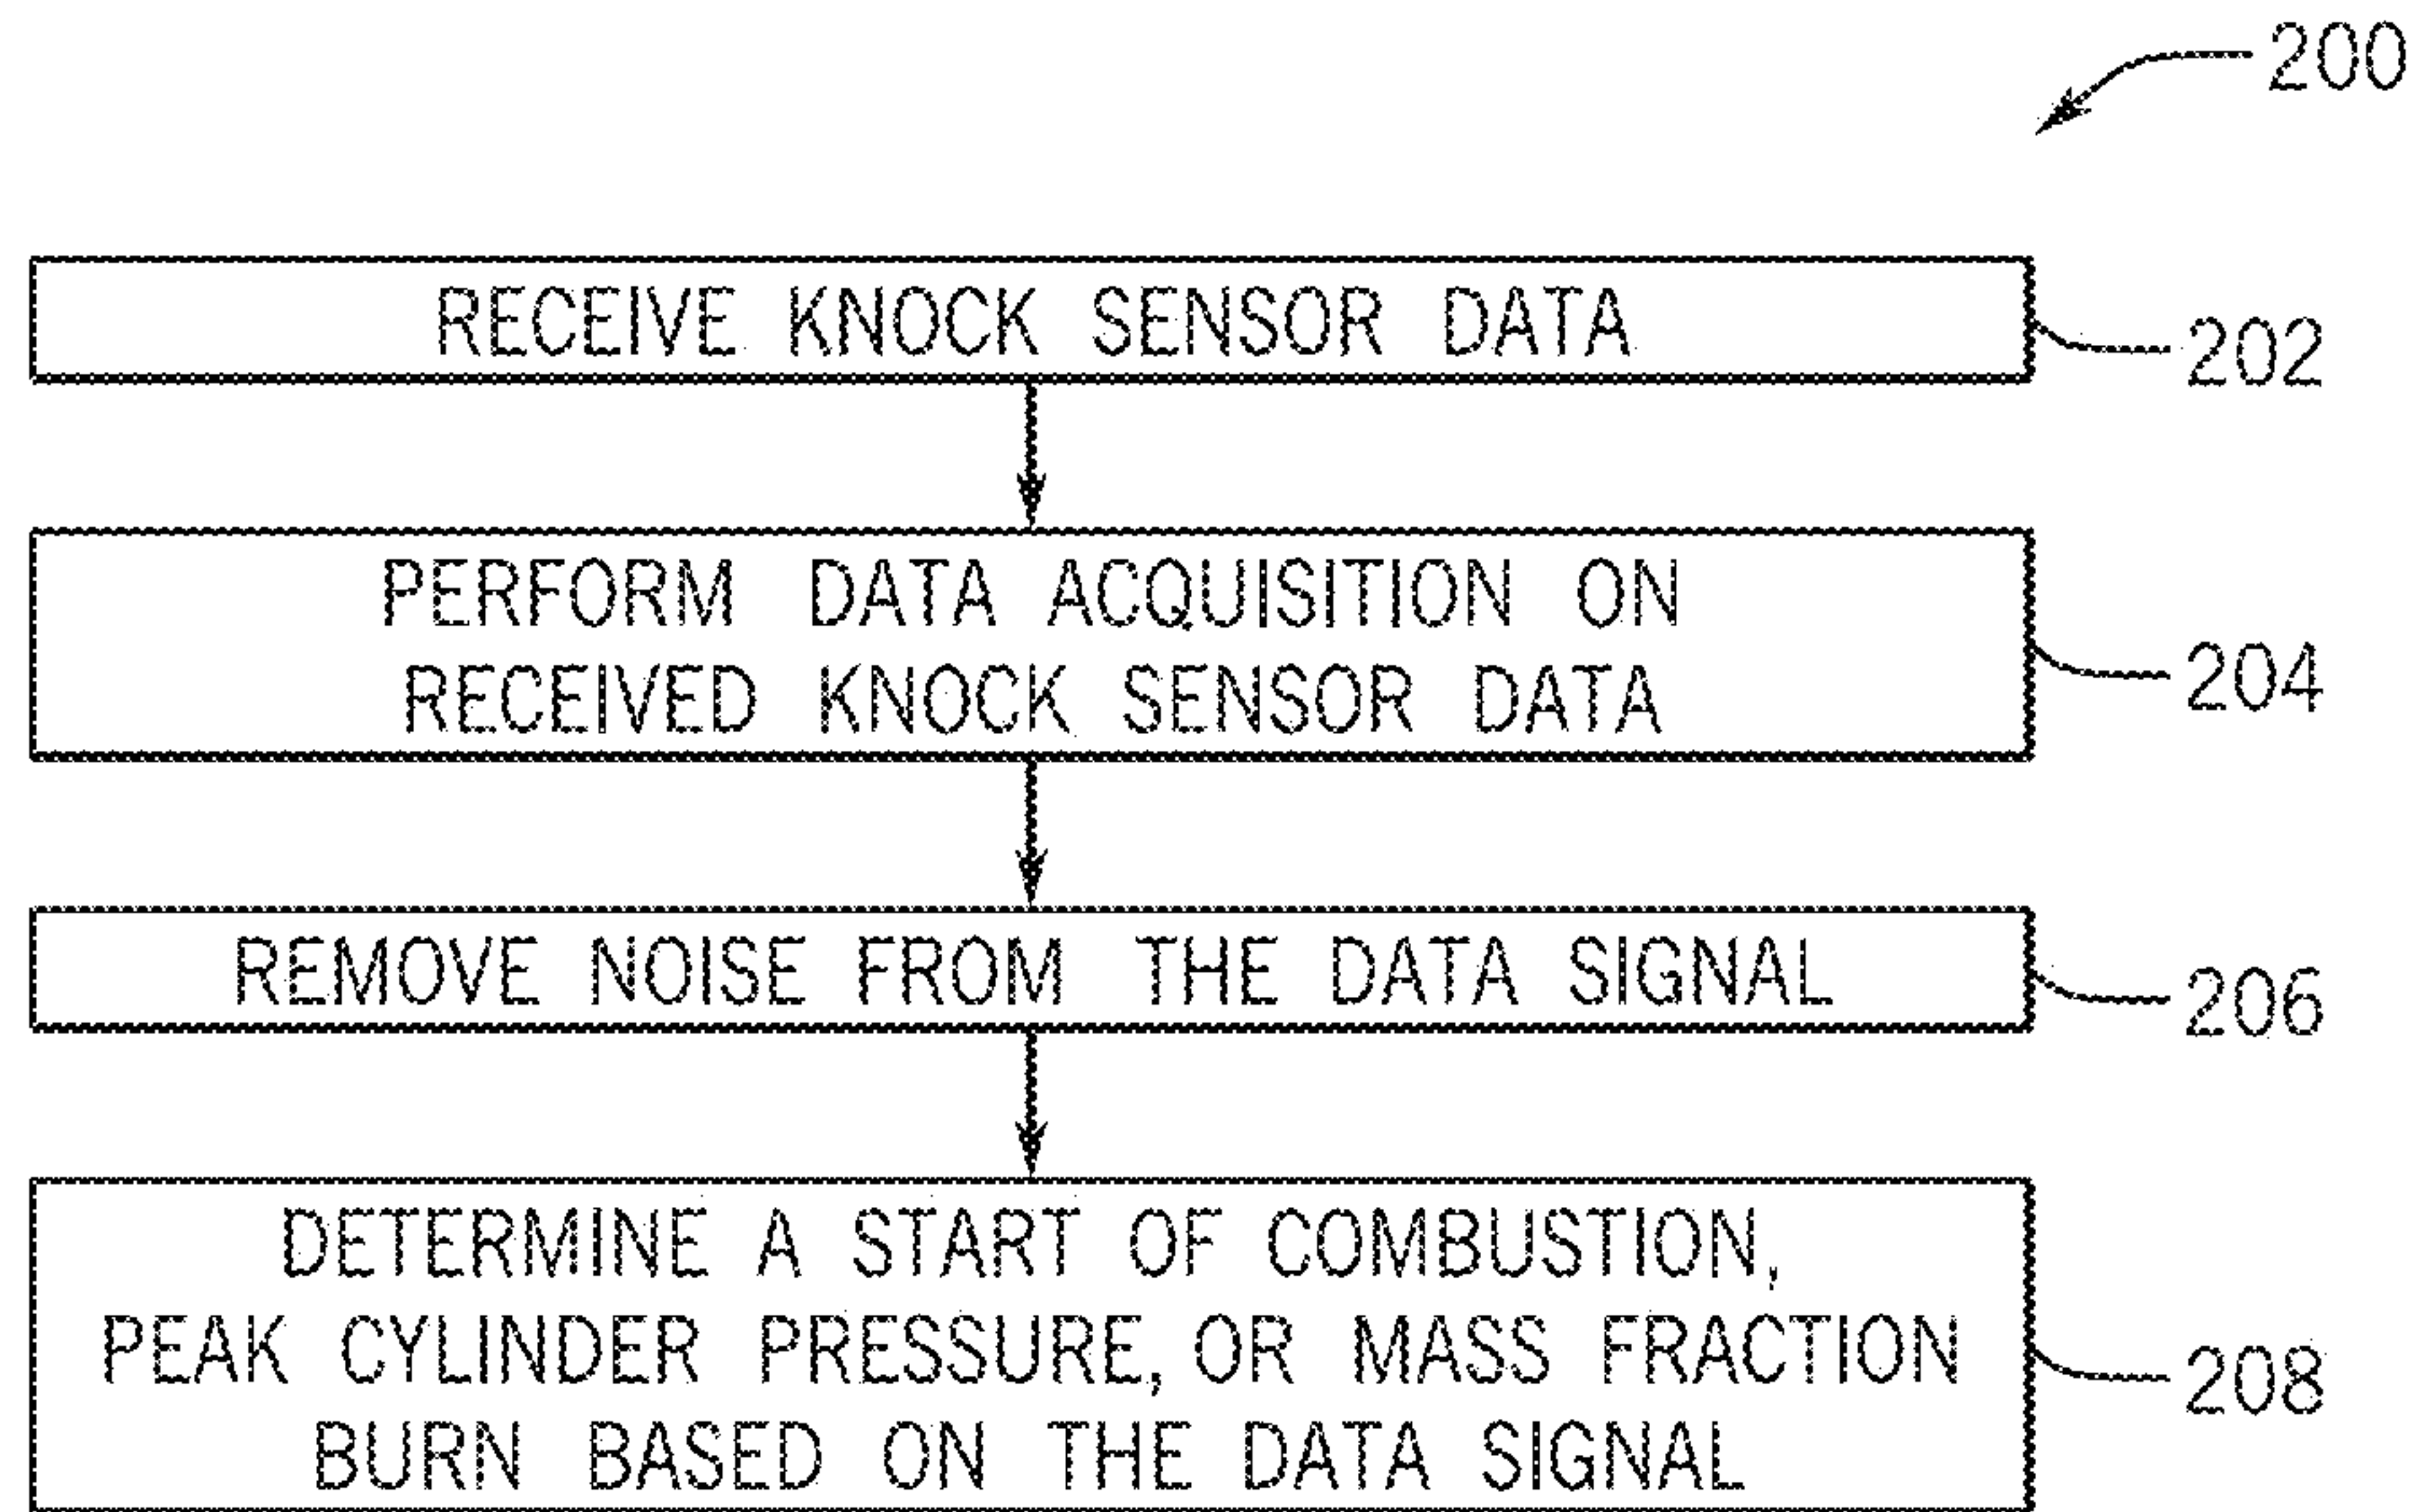 200
RECEIVE KNOCK SENSOR DATA
202
PERFORM DATA ACQUISITION ON
RECEIVED KNOCK SENSOR DATA
204
REMOVE NOISE FROM THE DATA SIGNAL
206
DETERMINE A START OF COMBUSTION,
PEAK CYLINDER PRESSURE, OR MASS FRACTION
BURN BASED ON THE DATA SIGNAL
208